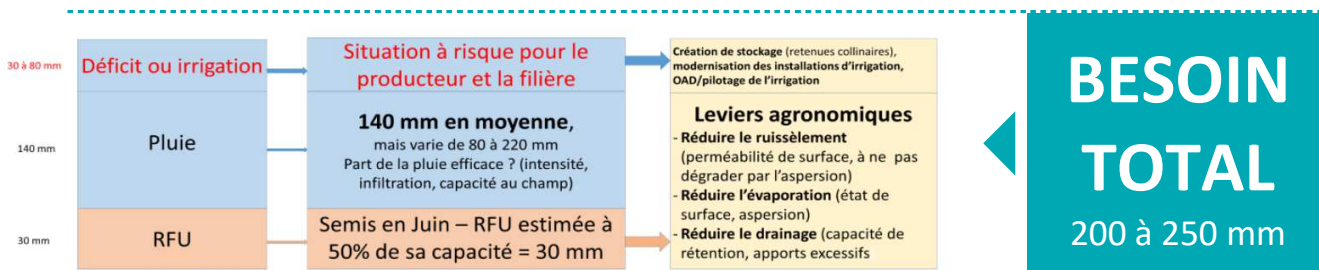 30 à 80 mm
Déficit ou irrigation
Situation à risque pour le
producteur et la filière
Création de stockage (retenues collinaires),
modernisation des installations d'irrigation,
OAD/pilotage de l'irrigation
140 mm
Pluie
140 mm en moyenne,
mais varie de 80 à 220 mm
Part de la pluie efficace ? (intensité,
infiltration, capacité au champ)
Leviers agronomiques
- Réduire le ruissèlement
(perméabilité de surface, à ne pas
dégrader par l'aspersion)
- Réduire l'évaporation (état de
surface, aspersion)
- Réduire le drainage (capacité de
rétention, apports excessifs
30 mm
RFU
Semis en Juin – RFU estimée à
50% de sa capacité = 30 mm
BESOIN
TOTAL
200 à 250 mm